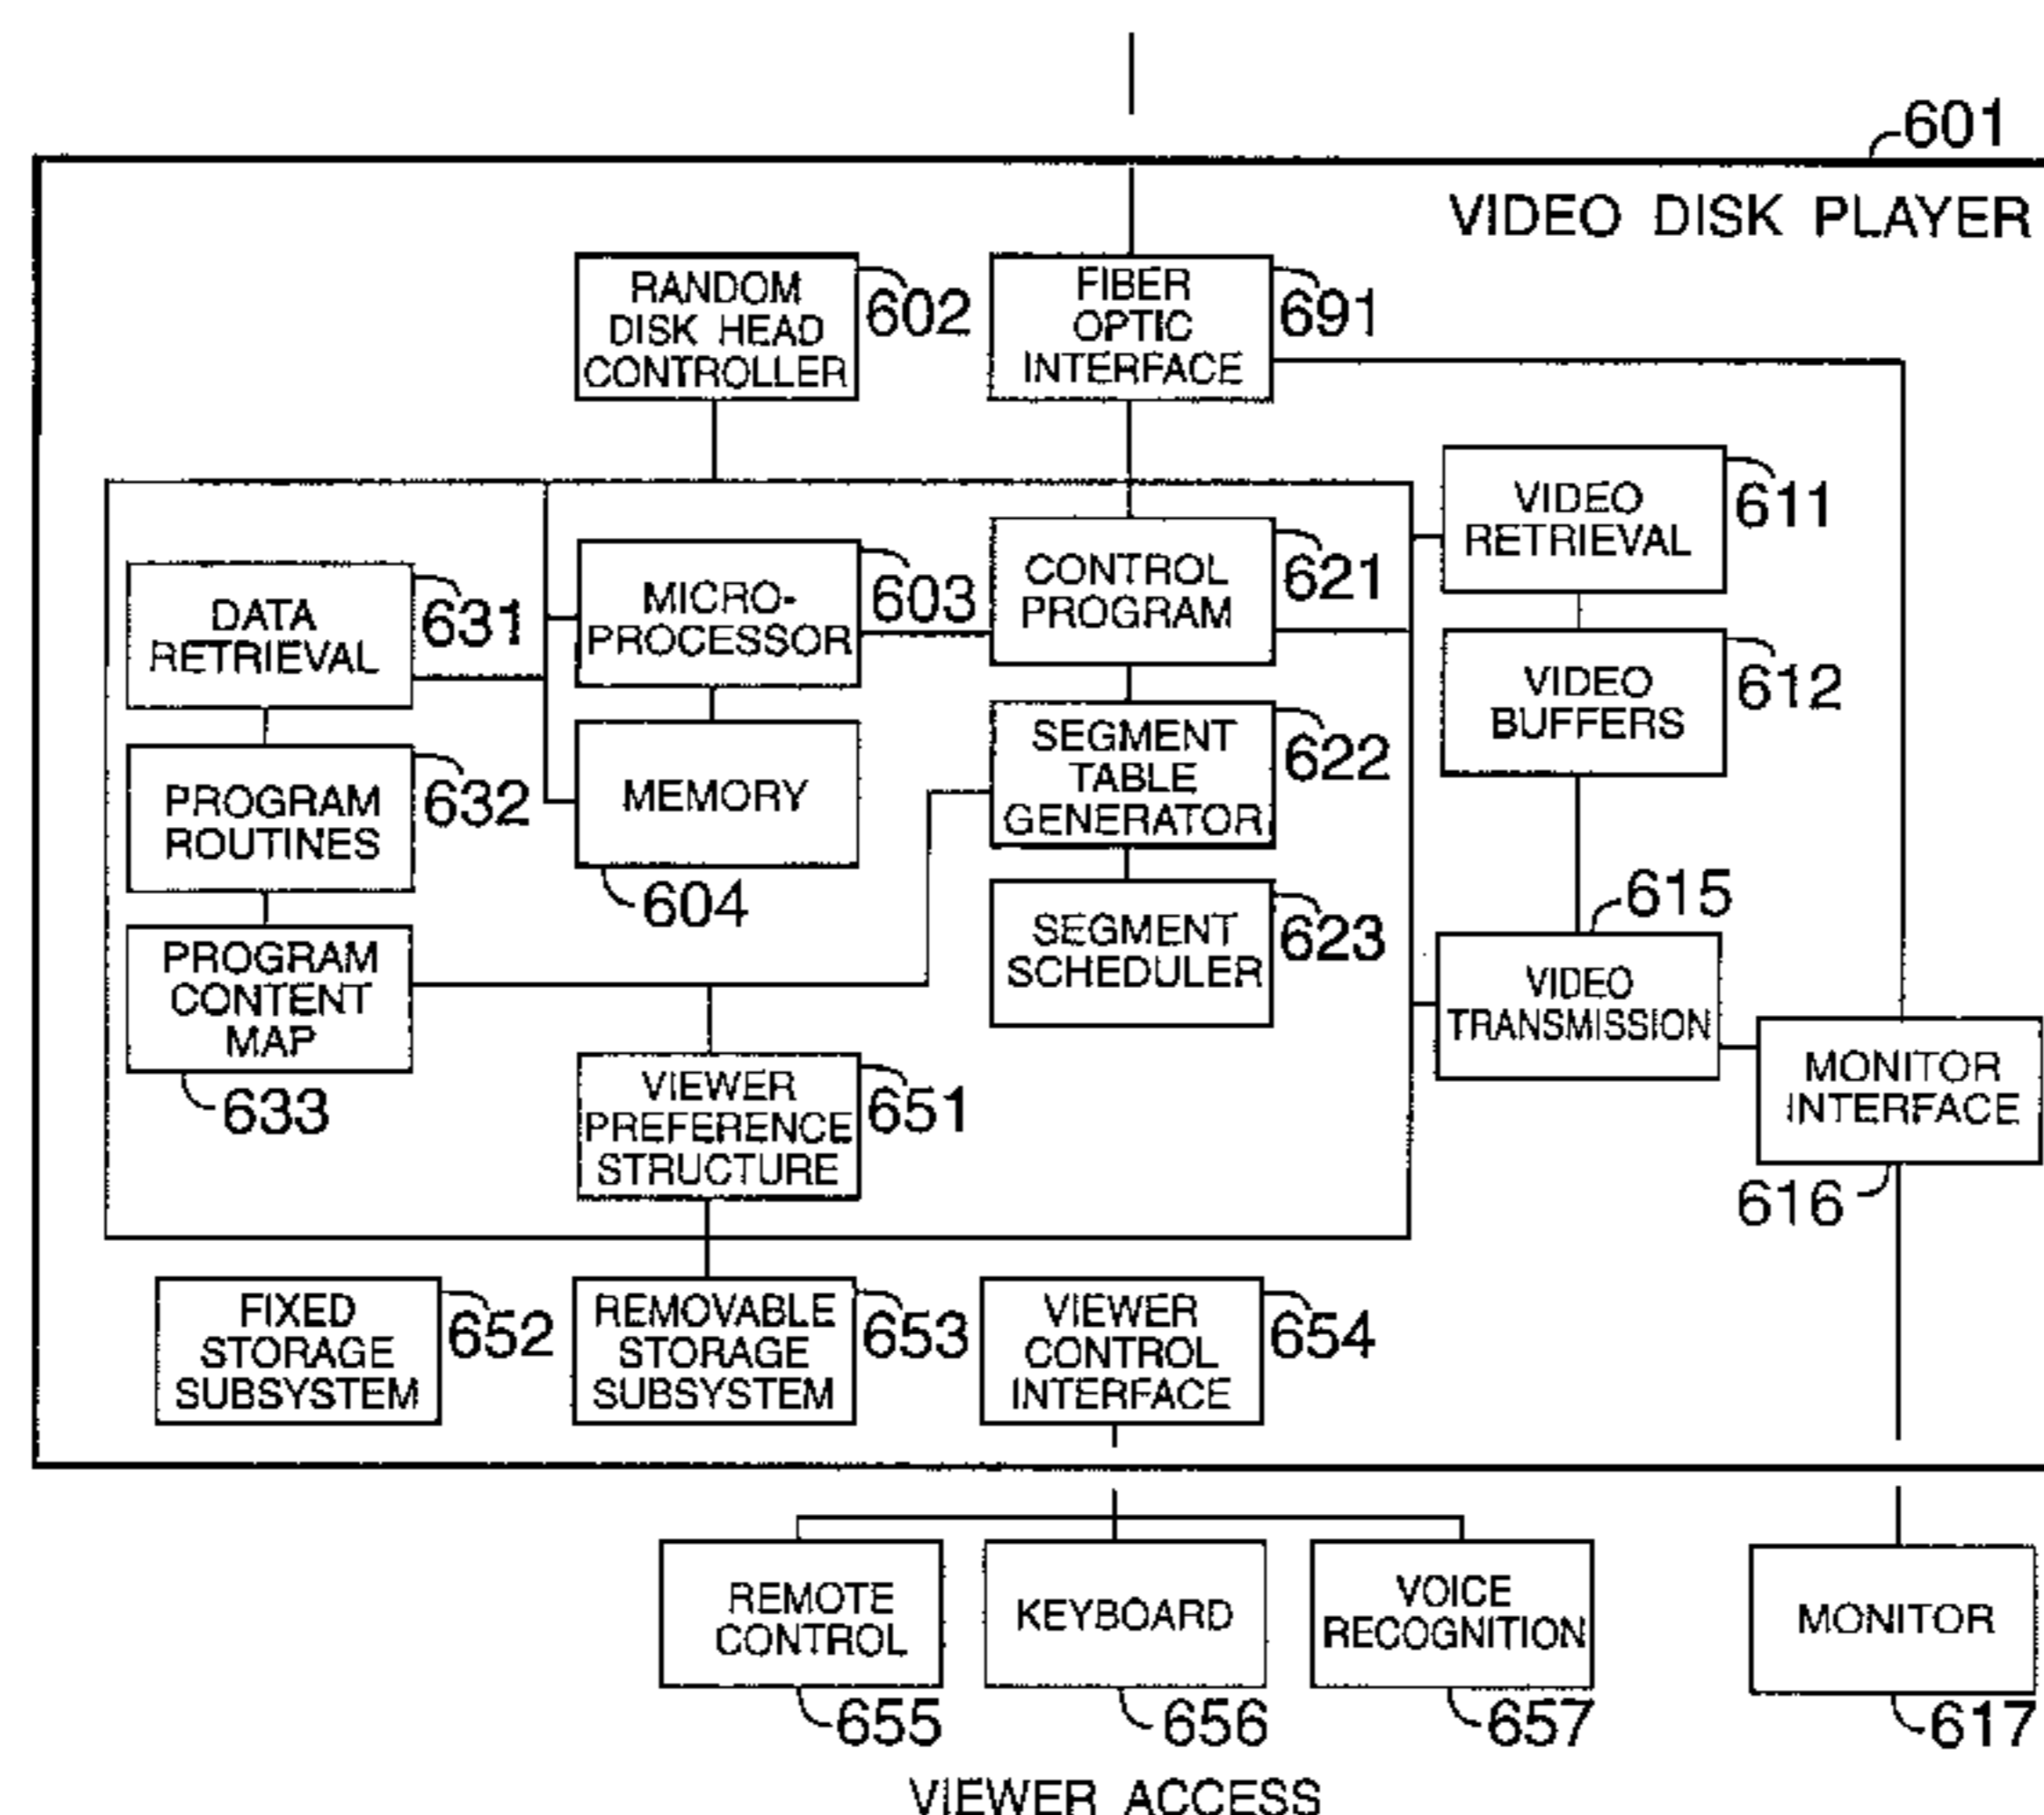 601
VIDEO DISK PLAYER
RANDOM
DISK HEAD
CONTROLLER
602
FIBER
OPTIC
INTERFACE
691
VIDEO
RETRIEVAL
611
DATA
RETRIEVAL
631
MICRO-
PROCESSOR
603
CONTROL
PROGRAM
621
VIDEO
BUFFERS
612
PROGRAM
ROUTINES
632
MEMORY
604
SEGMENT
TABLE
GENERATOR
622
PROGRAM
CONTENT
MAP
633
SEGMENT
SCHEDULER
623
615
VIDEO
TRANSMISSION
MONITOR
INTERFACE
616
VIEWER
PREFERENCE
STRUCTURE
651
FIXED
STORAGE
SUBSYSTEM
652
REMOVABLE
STORAGE
SUBSYSTEM
653
VIEWER
CONTROL
INTERFACE
654
REMOTE
CONTROL
655
KEYBOARD
656
VOICE
RECOGNITION
657
MONITOR
617
VIEWER ACCESS